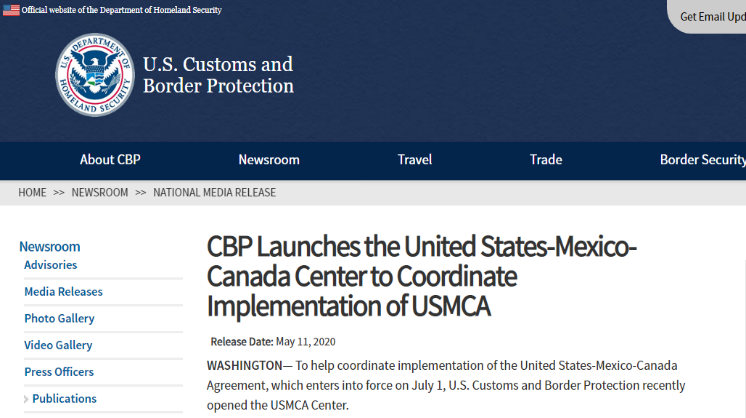 Official website of the Department of Homeland Security
Get Email Upd
U.S. DEPARTMENT OF HOMELAND SECURITY
U.S. Customs and
Border Protection
About CBP
Newsroom
Travel
Trade
Border Security
HOME >> NEWSROOM >> NATIONAL MEDIA RELEASE
Newsroom
Advisories
Media Releases
Photo Gallery
Video Gallery
Press Officers
Publications
CBP Launches the United States-Mexico-
Canada Center to Coordinate
Implementation of USMCA
Release Date: May 11, 2020
WASHINGTON— To help coordinate implementation of the United States-Mexico-Canada
Agreement, which enters into force on July 1, U.S. Customs and Border Protection recently
opened the USMCA Center.